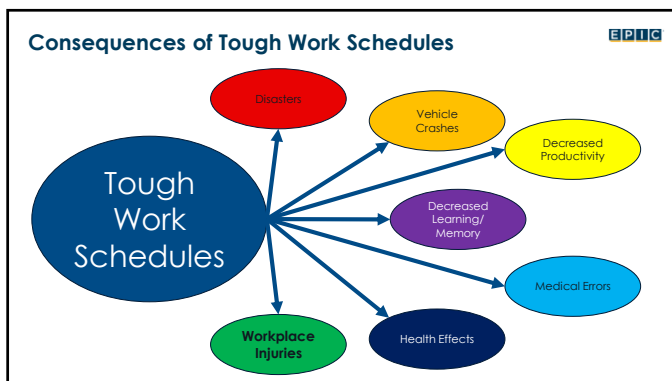 Consequences of Tough Work Schedules
EPIC
Disasters
Vehicle
Crashes
Decreased
Productivity
Tough
Work
Schedules
Decreased
Learning/
Memory
Medical Errors
Workplace
Injuries
Health Effects